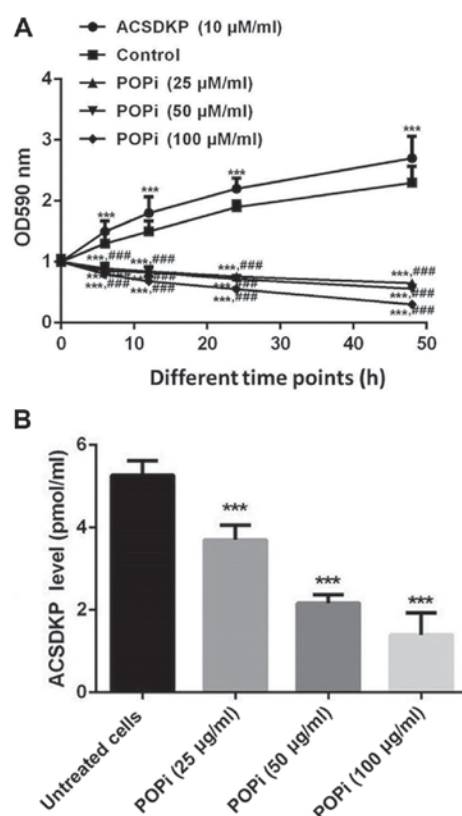 A
ACSDKP (10 µM/ml)
Control
POPi (25 µM/ml)
POPi (50 µM/ml)
POPi (100 µM/ml)
4
3
2
1
0
OD590 nm
***
***
***
***
***,###
***,###
***,###
***,###
***,###
***,###
***,###
***,###
***,###
***,###
***,###
***,###
0 10 20 30 40 50
Different time points (h)
B
6
4
2
0
ACSDKP level (pmol/ml)
***
***
***
Untreated cells
POPi (25 µg/ml)
POPi (50 µg/ml)
POPi (100 µg/ml)